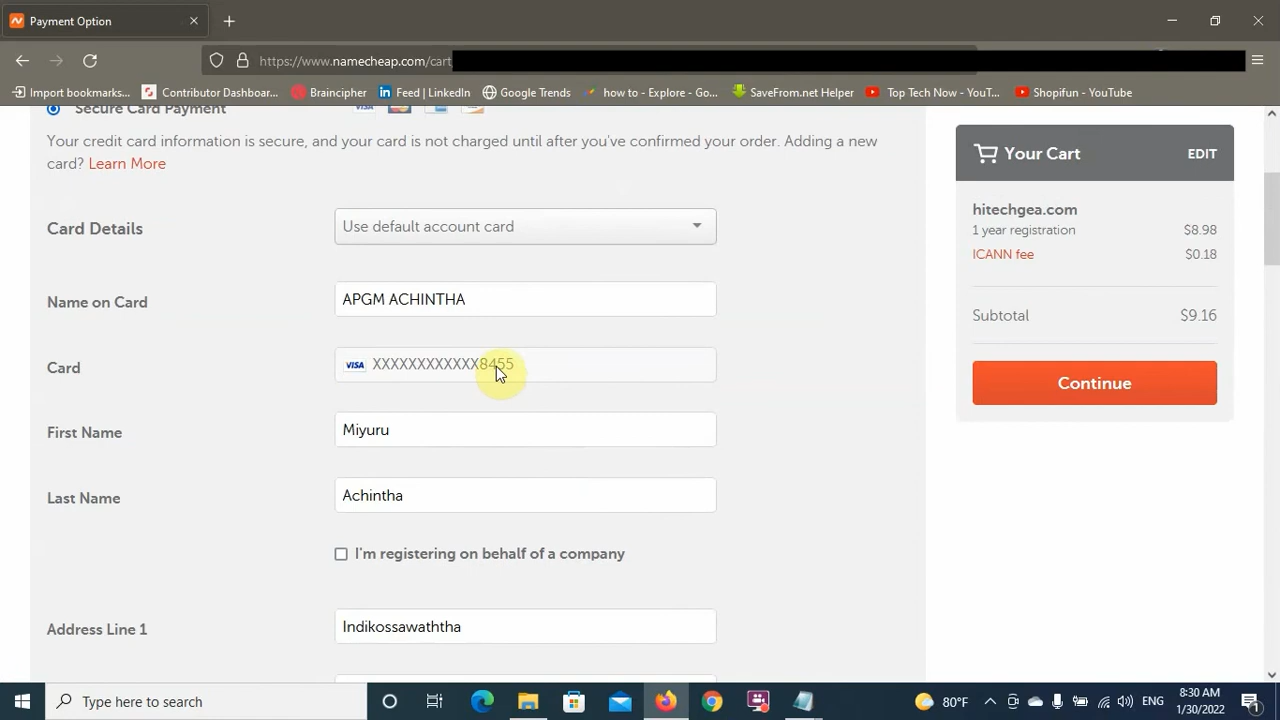 Payment Option
https://www.namecheap.com/cart
Import bookmarks...
Contributor Dashboar...
Braincipher
Feed | LinkedIn
Google Trends
how to - Explore - Go...
SaveFrom.net Helper
Top Tech Now - YouT...
Shopifun - YouTube
Secure Card Payment
VISA
Your credit card information is secure, and your card is not charged until after you've confirmed your order. Adding a new
card? Learn More
Your Cart
EDIT
hitechgea.com
1 year registration $8.98
ICANN fee $0.18
Subtotal $9.16
Continue
Card Details
Use default account card
Name on Card
APGM ACHINTHA
Card
VISA XXXXXXXXXXXX8455
First Name
Miyuru
Last Name
Achintha
I'm registering on behalf of a company
Address Line 1
Indikossawaththa
Type here to search
80°F
ENG
8:30 AM
1/30/2022
1